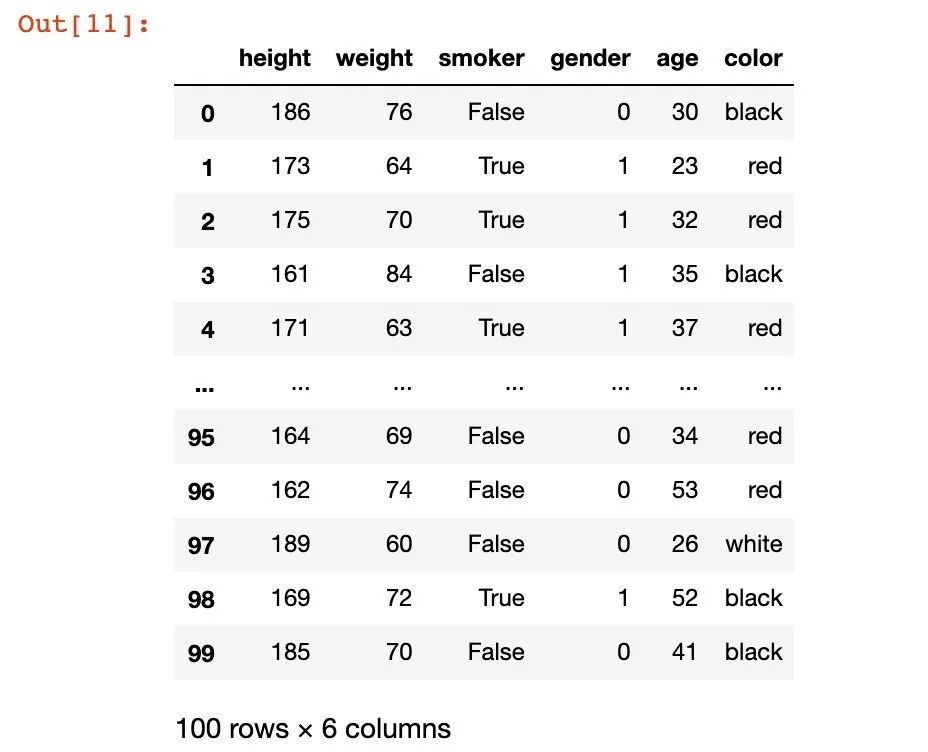 Out[11]:
height weight smoker gender age color
0 186 76 False 0 30 black
1 173 64 True 1 23 red
2 175 70 True 1 32 red
3 161 84 False 1 35 black
4 171 63 True 1 37 red
... ... ... ... ... ... ...
95 164 69 False 0 34 red
96 162 74 False 0 53 red
97 189 60 False 0 26 white
98 169 72 True 1 52 black
99 185 70 False 0 41 black
100 rows × 6 columns